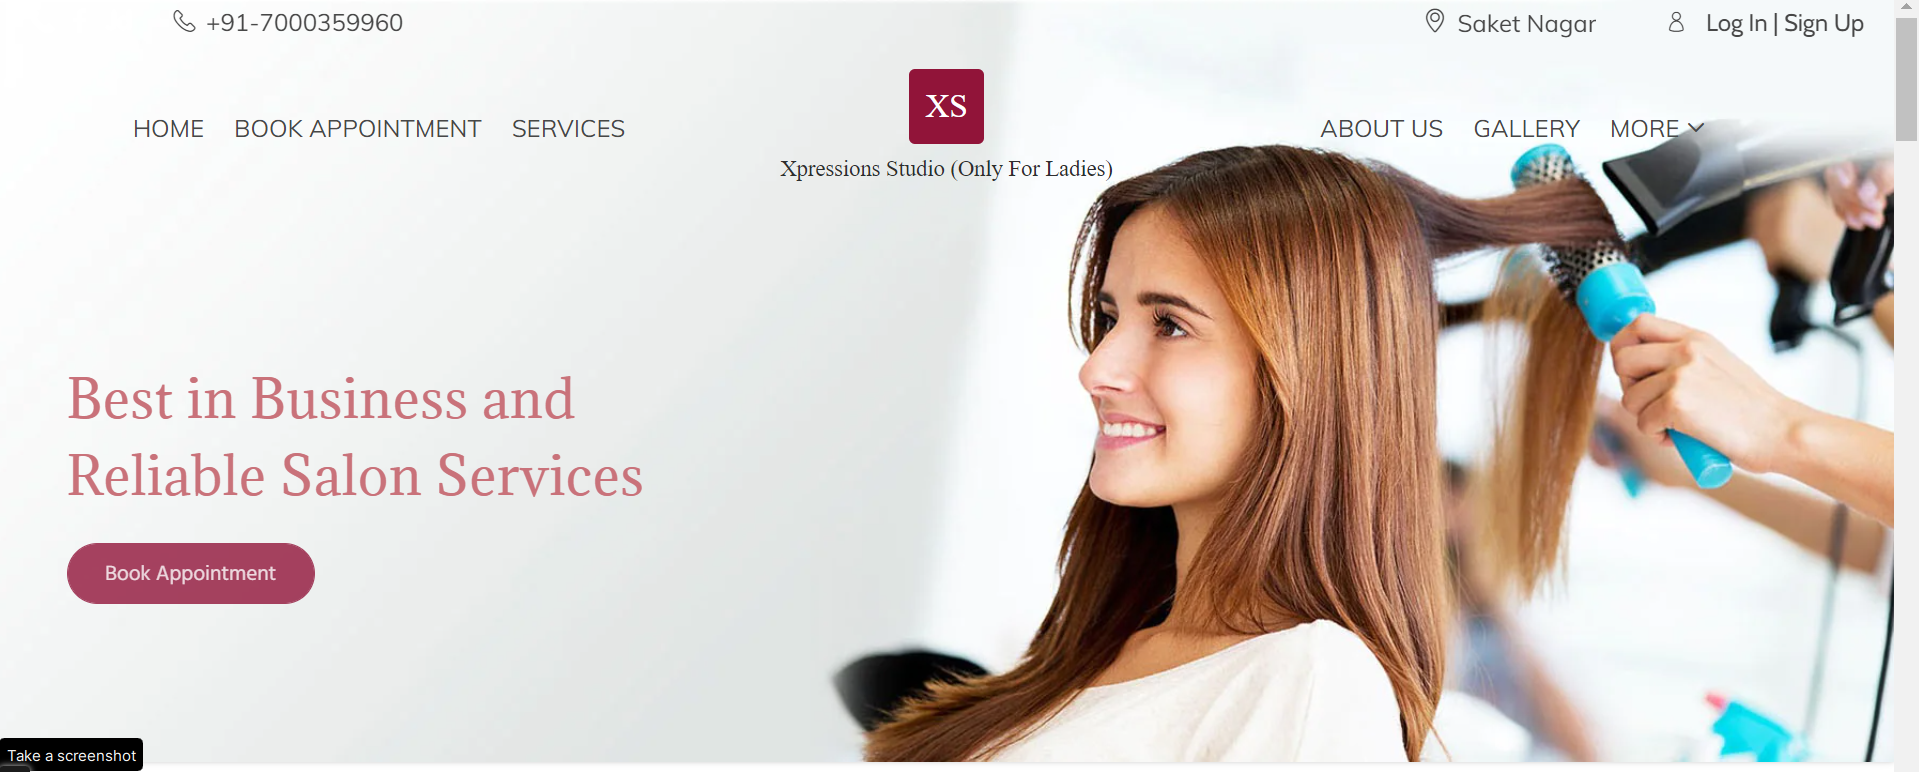 +91-7000359960
Saket Nagar
Log In | Sign Up
HOME BOOK APPOINTMENT SERVICES
XS
Xpressions Studio (Only For Ladies)
ABOUT US GALLERY MORE
Best in Business and
Reliable Salon Services
Book Appointment
Take a screenshot